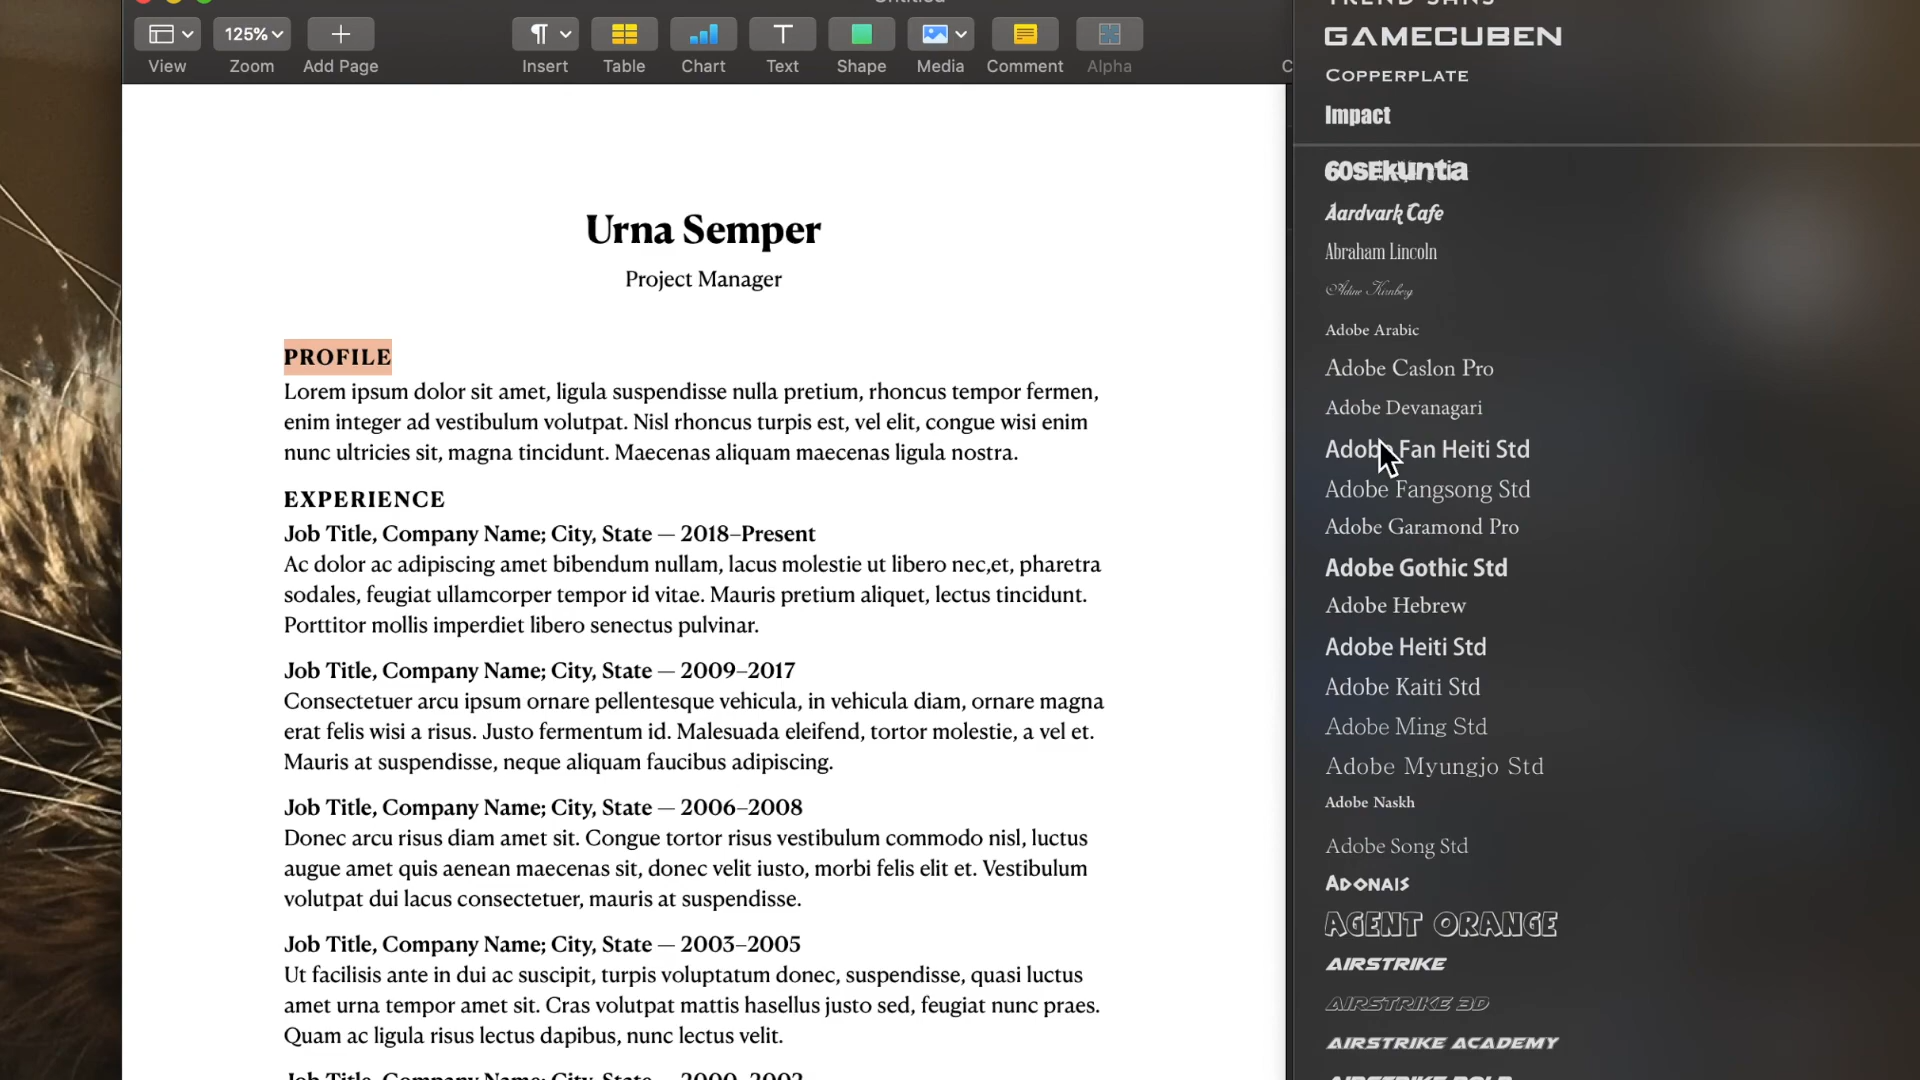 125%
View
Zoom
Add Page
Insert
Table
Chart
Text
Shape
Media
Comment
Alpha
Urna Semper
Project Manager
PROFILE
Lorem ipsum dolor sit amet, ligula suspendisse nulla pretium, rhoncus tempor fermen,
enim integer ad vestibulum volutpat. Nisl rhoncus turpis est, vel elit, congue wisi enim
nunc ultricies sit, magna tincidunt. Maecenas aliquam maecenas ligula nostra.
EXPERIENCE
Job Title, Company Name; City, State — 2018–Present
Ac dolor ac adipiscing amet bibendum nullam, lacus molestie ut libero nec,et, pharetra
sodales, feugiat ullamcorper tempor id vitae. Mauris pretium aliquet, lectus tincidunt.
Porttitor mollis imperdiet libero senectus pulvinar.
Job Title, Company Name; City, State — 2009–2017
Consectetuer arcu ipsum ornare pellentesque vehicula, in vehicula diam, ornare magna
erat felis wisi a risus. Justo fermentum id. Malesuada eleifend, tortor molestie, a vel et.
Mauris at suspendisse, neque aliquam faucibus adipiscing.
Job Title, Company Name; City, State — 2006–2008
Donec arcu risus diam amet sit. Congue tortor risus vestibulum commodo nisl, luctus
augue amet quis aenean maecenas sit, donec velit iusto, morbi felis elit et. Vestibulum
volutpat dui lacus consectetuer, mauris at suspendisse.
Job Title, Company Name; City, State — 2003–2005
Ut facilisis ante in dui ac suscipit, turpis voluptatum donec, suspendisse, quasi luctus
amet urna tempor amet sit. Cras volutpat mattis hasellus justo sed, feugiat nunc praes.
Quam ac ligula risus lectus dapibus, nunc lectus velit.
Job Title, Company Name; City, State — 2000–2002
TREND SANS
GAMECUBEN
COPPERPLATE
Impact
60sEkuntia
Aardvark Cafe
Abraham Lincoln
Adobe Arabic
Adobe Caslon Pro
Adobe Devanagari
Adobe Fan Heiti Std
Adobe Fangsong Std
Adobe Garamond Pro
Adobe Gothic Std
Adobe Hebrew
Adobe Heiti Std
Adobe Kaiti Std
Adobe Ming Std
Adobe Myungjo Std
Adobe Naskh
Adobe Song Std
ADONAIS
AGENT ORANGE
AIRSTRIKE
AIRSTRIKE 3D
AIRSTRIKE ACADEMY
AIRSTRIKE BOLD